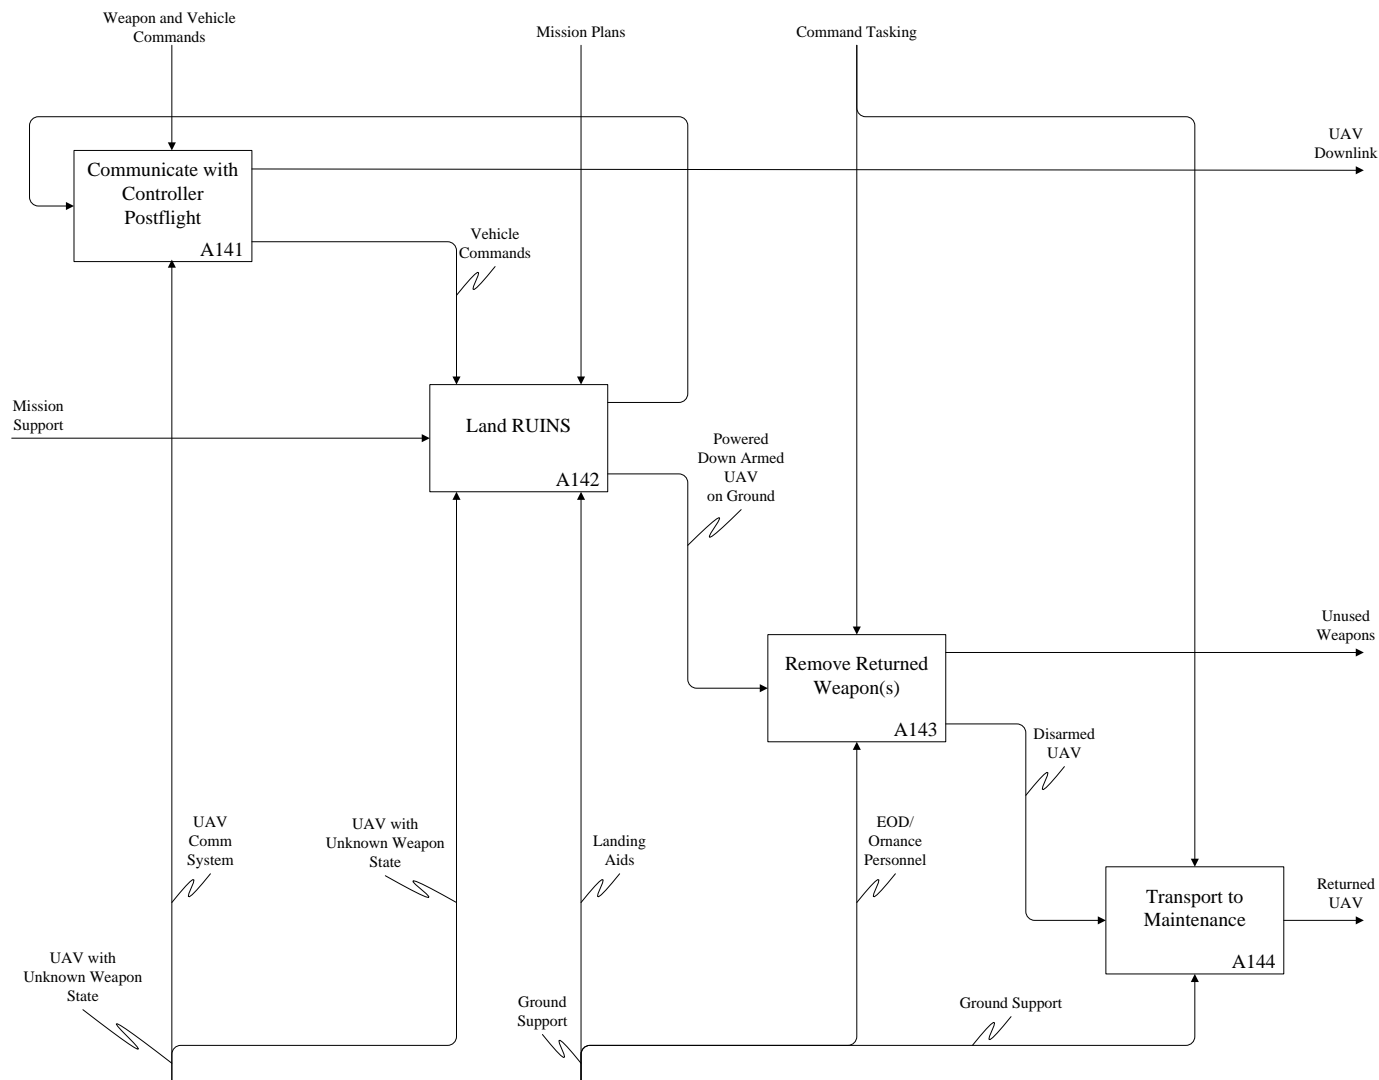 Weapon and Vehicle
Commands
Mission Plans
Command Tasking
UAV
Downlink
Communicate with
Controller
Postflight
A141
Vehicle
Commands
Mission
Support
Land RUINS
A142
Powered
Down Armed
UAV
on Ground
Unused
Weapons
Remove Returned
Weapon(s)
A143
Disarmed
UAV
UAV
Comm
System
UAV with
Unknown Weapon
State
Landing
Aids
EOD/
Ornance
Personnel
Transport to
Maintenance
A144
Returned
UAV
UAV with
Unknown Weapon
State
Ground
Support
Ground Support